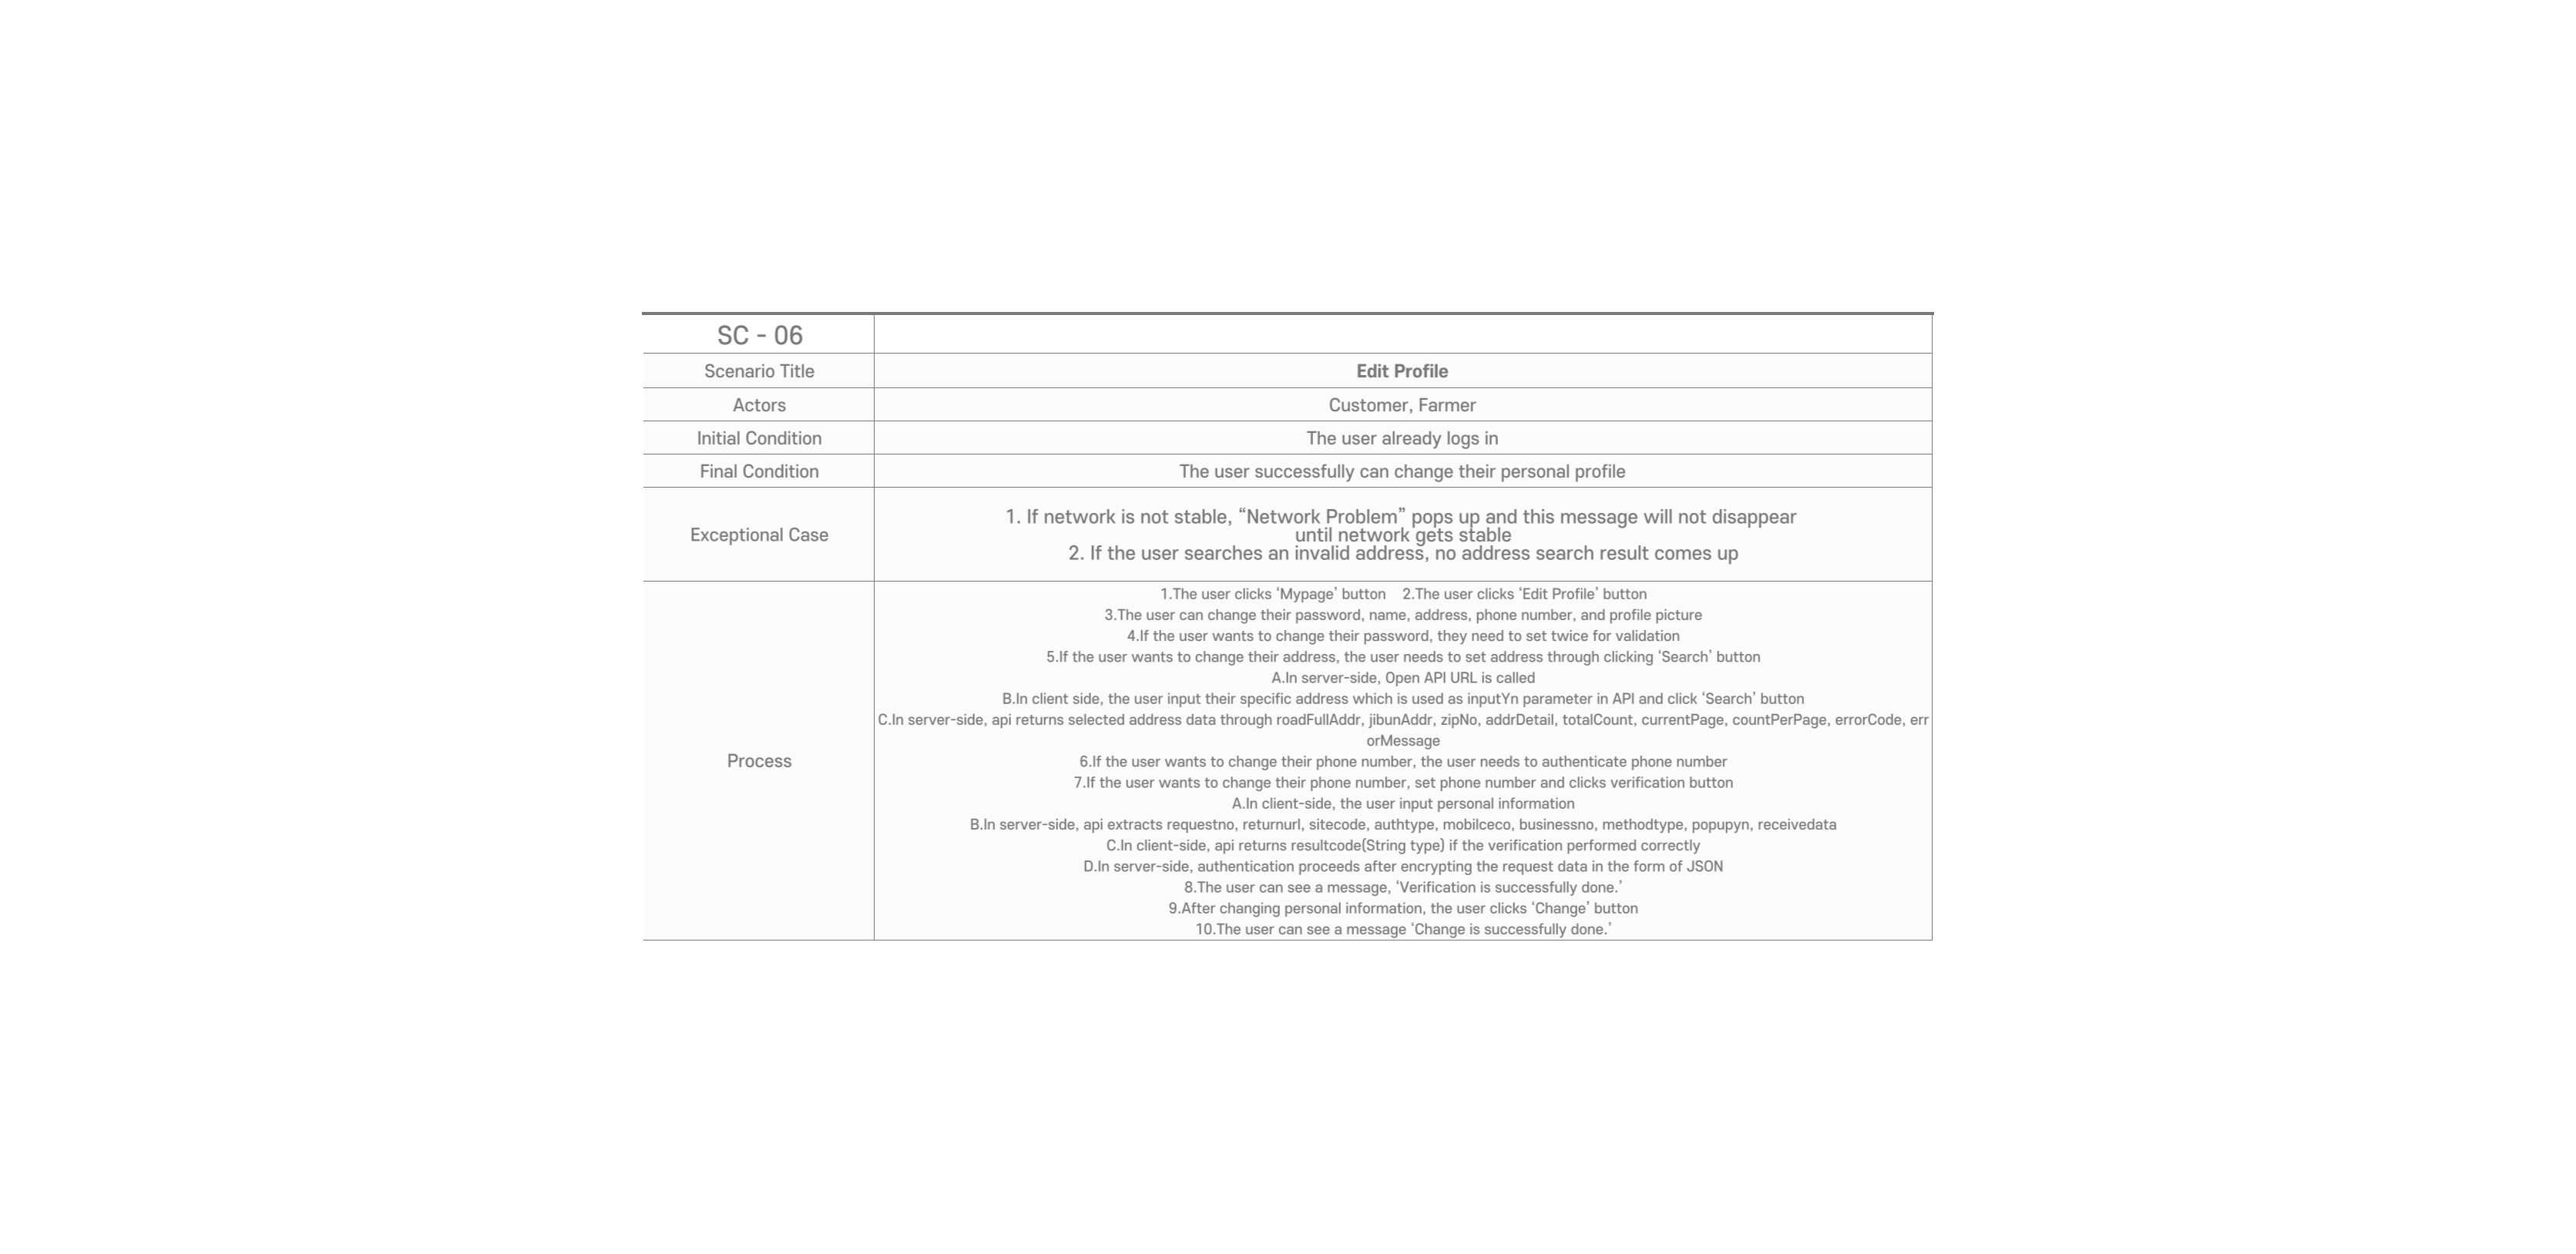 SC - 06
Scenario Title
Edit Profile
Actors
Customer, Farmer
Initial Condition
The user already logs in
Final Condition
The user successfully can change their personal profile
Exceptional Case
1. If network is not stable, “Network Problem” pops up and this message will not disappear
until network gets stable
2. If the user searches an invalid address, no address search result comes up
Process
1.The user clicks ‘Mypage’ button 2.The user clicks ‘Edit Profile’ button
3.The user can change their password, name, address, phone number, and profile picture
4.If the user wants to change their password, they need to set twice for validation
5.If the user wants to change their address, the user needs to set address through clicking ‘Search’ button
A.In server-side, Open API URL is called
B.In client side, the user input their specific address which is used as inputYn parameter in API and click ‘Search’ button
C.In server-side, api returns selected address data through roadFullAddr, jibunAddr, zipNo, addrDetail, totalCount, currentPage, countPerPage, errorCode, err
orMessage
6.If the user wants to change their phone number, the user needs to authenticate phone number
7.If the user wants to change their phone number, set phone number and clicks verification button
A.In client-side, the user input personal information
B.In server-side, api extracts requestno, returnurl, sitecode, authtype, mobilceco, businessno, methodtype, popupyn, receivedata
C.In client-side, api returns resultcode(String type) if the verification performed correctly
D.In server-side, authentication proceeds after encrypting the request data in the form of JSON
8.The user can see a message, ‘Verification is successfully done.’
9.After changing personal information, the user clicks ‘Change’ button
10.The user can see a message ‘Change is successfully done.’